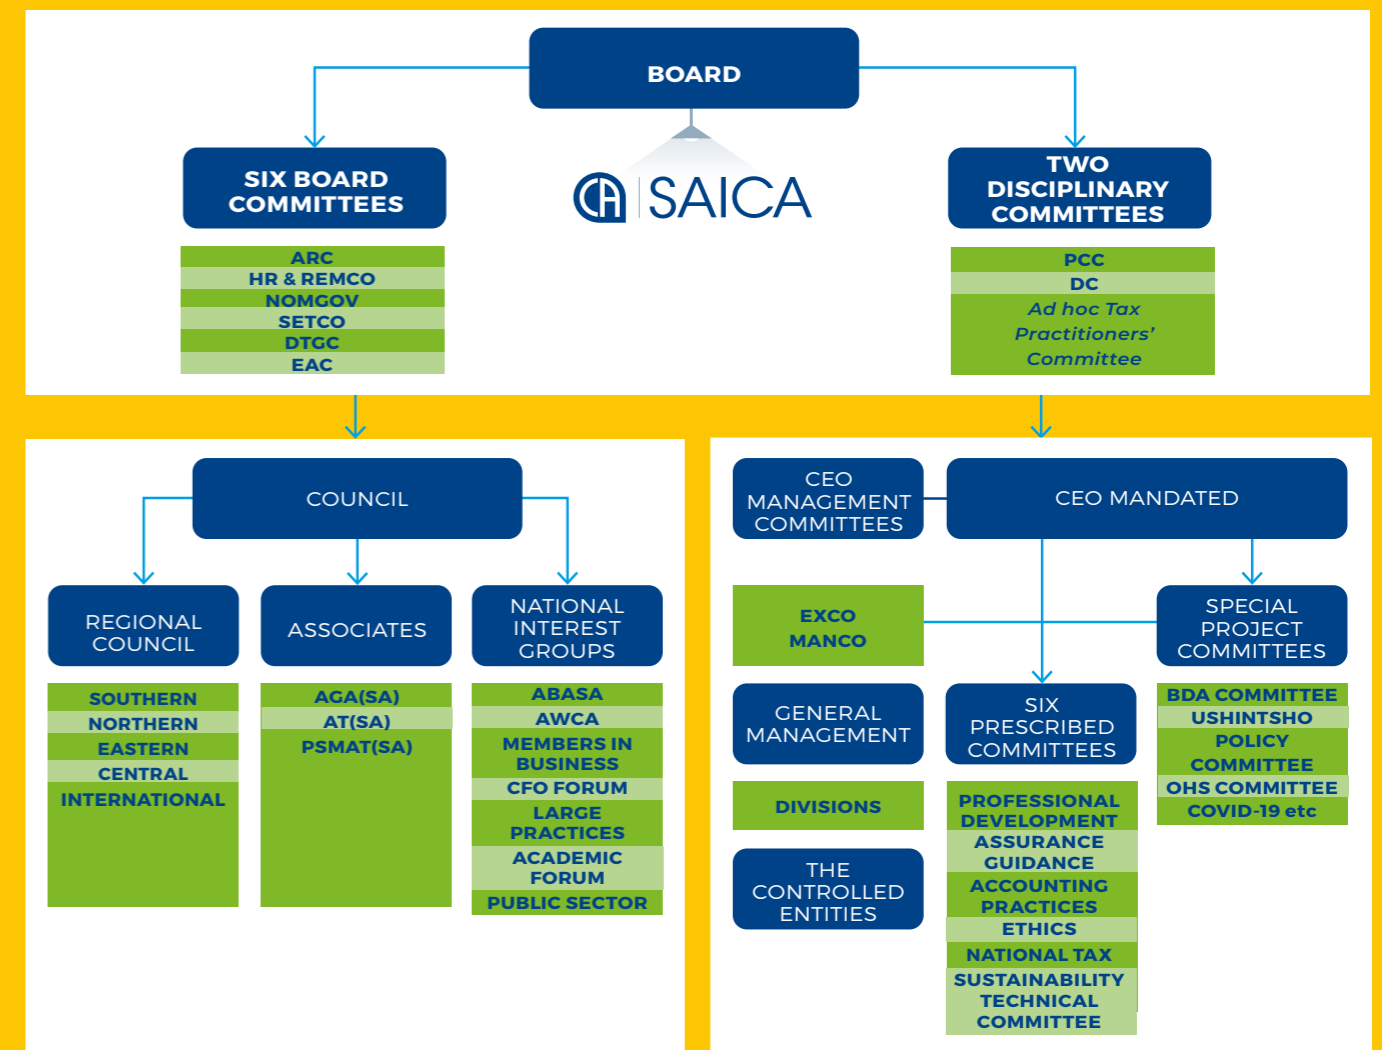 BOARD
SIX BOARD
COMMITTEES
ARC
HR & REMCO
NOMGOV
SETCO
DTGC
EAC
CA | SAICA
TWO
DISCIPLINARY
COMMITTEES
PCC
DC
Ad hoc Tax
Practitioners’
Committee
COUNCIL
REGIONAL
COUNCIL
SOUTHERN
NORTHERN
EASTERN
CENTRAL
INTERNATIONAL
ASSOCIATES
AGA(SA)
AT(SA)
PSMAT(SA)
NATIONAL
INTEREST
GROUPS
ABASA
AWCA
MEMBERS IN
BUSINESS
CFO FORUM
LARGE
PRACTICES
ACADEMIC
FORUM
PUBLIC SECTOR
CEO
MANAGEMENT
COMMITTEES
CEO MANDATED
EXCO
MANCO
GENERAL
MANAGEMENT
DIVISIONS
THE
CONTROLLED
ENTITIES
SIX
PRESCRIBED
COMMITTEES
PROFESSIONAL
DEVELOPMENT
ASSURANCE
GUIDANCE
ACCOUNTING
PRACTICES
ETHICS
NATIONAL TAX
SUSTAINABILITY
TECHNICAL
COMMITTEE
SPECIAL
PROJECT
COMMITTEES
BDA COMMITTEE
USHINTSHO
POLICY
COMMITTEE
OHS COMMITTEE
COVID-19 etc